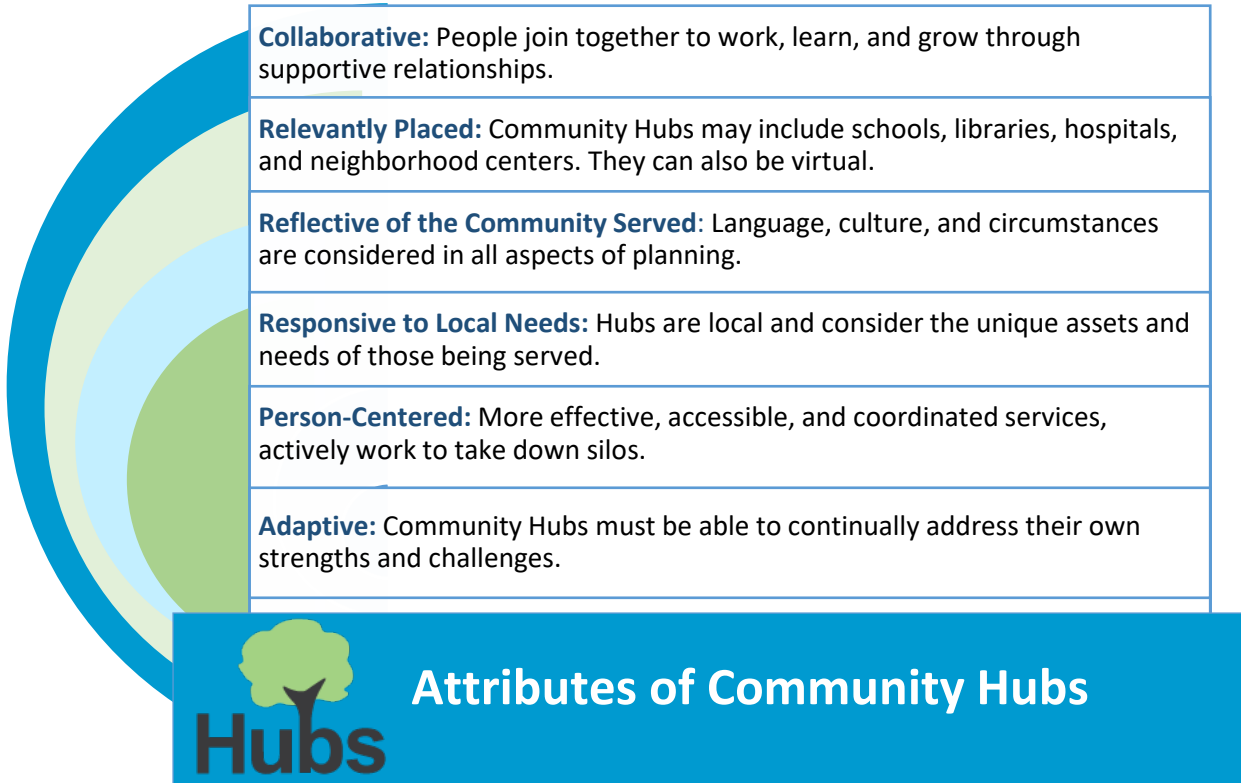 Collaborative: People join together to work, learn, and grow through
supportive relationships.
Relevantly Placed: Community Hubs may include schools, libraries, hospitals,
and neighborhood centers. They can also be virtual.
Reflective of the Community Served: Language, culture, and circumstances
are considered in all aspects of planning.
Responsive to Local Needs: Hubs are local and consider the unique assets and
needs of those being served.
Person-Centered: More effective, accessible, and coordinated services,
actively work to take down silos.
Adaptive: Community Hubs must be able to continually address their own
strengths and challenges.
Hubs
Attributes of Community Hubs